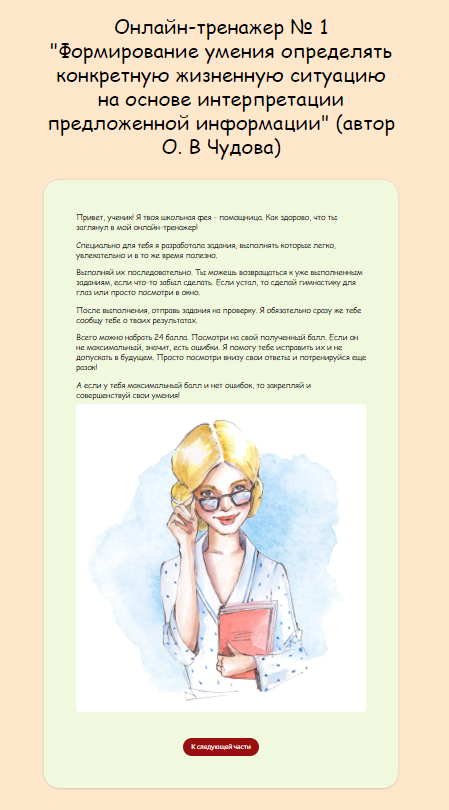 Онлайн-тренажер № 1
"Формирование умения определять
конкретную жизненную ситуацию
на основе интерпретации
предложенной информации" (автор
О. В Чудова)
Привет, ученик! Я твоя школьная фея - помощница. Как здорово, что ты
заглянул в мой онлайн-тренажер!
Специально для тебя я разработала задания, выполнять которые легко,
увлекательно и в то же время полезно.
Выполняй их последовательно. Ты можешь возвращаться к уже выполненным
заданиям, если что-то забыл сделать. Если устал, то сделай гимнастику для
глаз или просто посмотри в окно.
После выполнения, отправь задания на проверку. Я обязательно сразу же тебе
сообщу тебе о твоих результатах.
Всего можно набрать 24 балла. Посмотри на свой полученный балл. Если он
не максимальный, значит, есть ошибки. Я помогу тебе исправить их и не
допускать в будущем. Просто посмотри внизу свои ответы и потренируйся еще
разок!
А если у тебя максимальный балл и нет ошибок, то закрепляй и
совершенствуй свои умения!
К следующей части